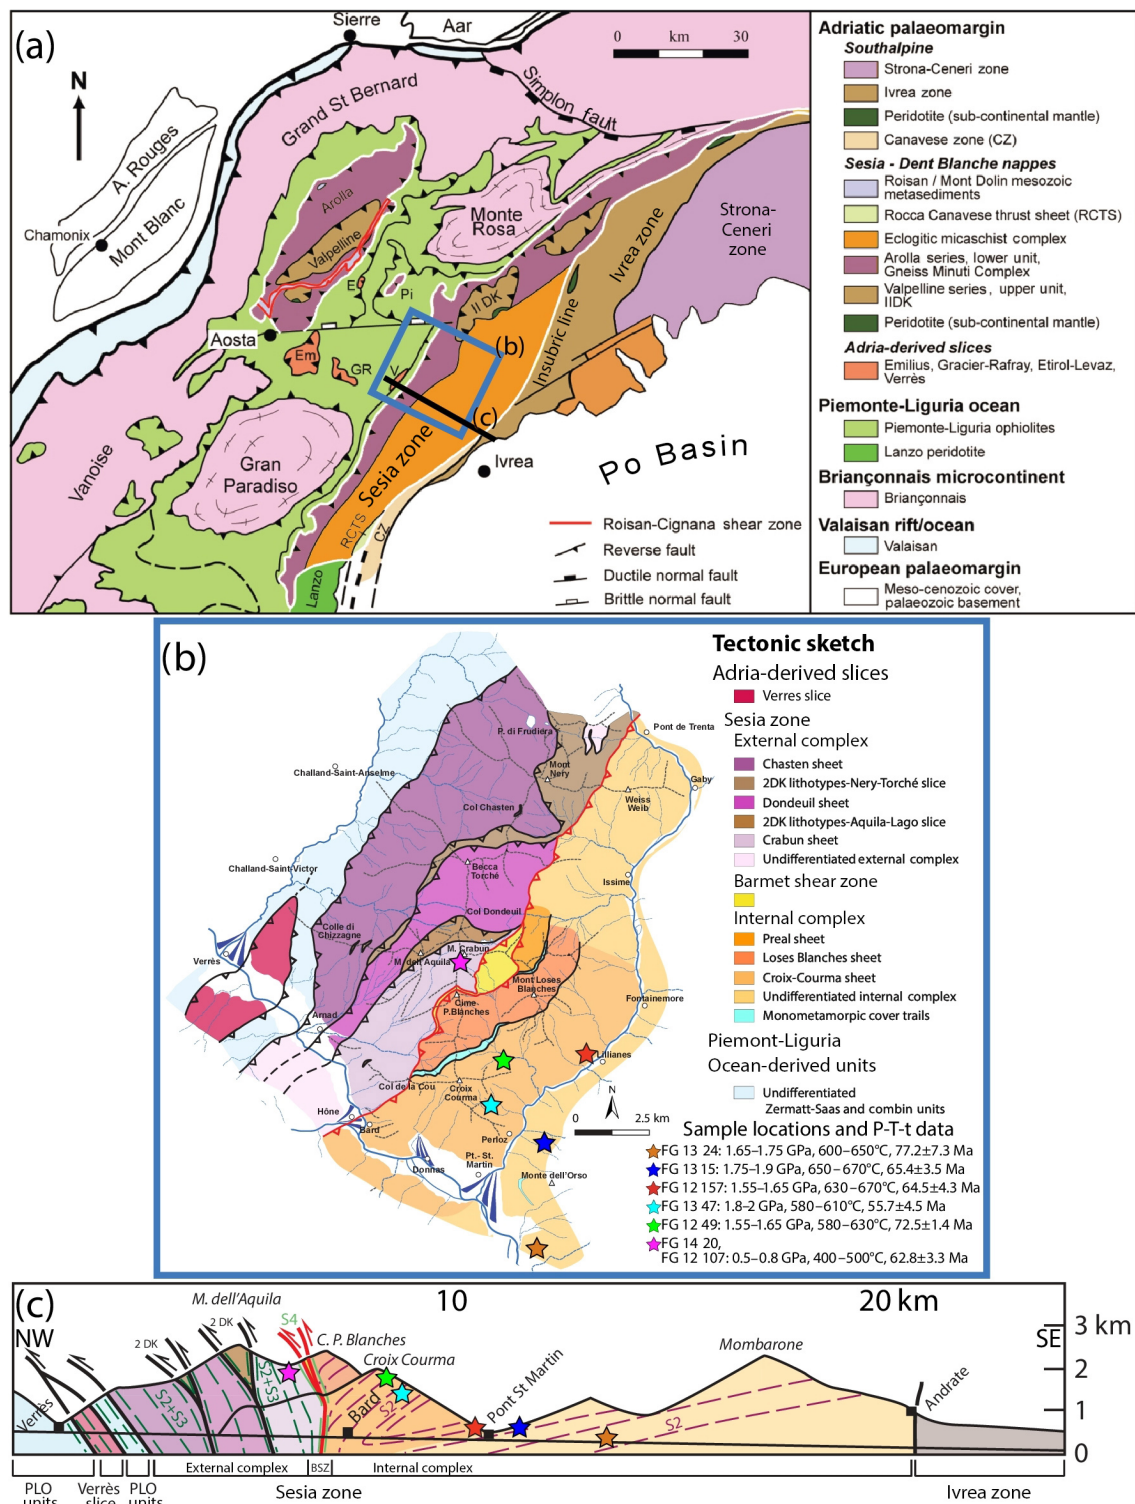 (a)
Sierre
Aar
0 km 30
N
Grand St Bernard
Simplon fault
A. Rouges
Mont Blanc
Chamonix
Arolla
Valpelline
Monte
Rosa
Strona-
Ceneri
zone
Ivrea zone
E
Pi
II DK
Insubric line
Aosta
Em
GR
V
(b)
(c)
Sesia zone
Ivrea
Po Basin
Vanoise
Gran
Paradiso
RCTS
CZ
Lanzo
Roisan-Cignana shear zone
Reverse fault
Ductile normal fault
Brittle normal fault
Adriatic palaeomargin
Southalpine
Strona-Ceneri zone
Ivrea zone
Peridotite (sub-continental mantle)
Canavese zone (CZ)
Sesia - Dent Blanche nappes
Roisan / Mont Dolin mesozoic
metasediments
Rocca Canavese thrust sheet (RCTS)
Eclogitic micaschist complex
Arolla series, lower unit,
Gneiss Minuti Complex
Valpelline series, upper unit,
IIDK
Peridotite (sub-continental mantle)
Adria-derived slices
Emilius, Gracier-Rafray, Etirol-Levaz,
Verrès
Piemonte-Liguria ocean
Piemonte-Liguria ophiolites
Lanzo peridotite
Briançonnais microcontinent
Briançonnais
Valaisan rift/ocean
Valaisan
European palaeomargin
Meso-cenozoic cover,
palaeozoic basement
(b)
P. di Frudiera
Pont de Trenta
Mont
Nery
Challand-Saint-Anselme
Gaby
Weiss
Weib
Col Chasten
Challand-Saint-Victor
Becca
Torché
Issime
Col Dondeuil
Colle di
Chizzagne
M. Crabun
M. dell'Aquila
Verrès
Mont Loses
Blanches
Cime
P.Blanches
Fontainemore
Arnad
Lillianes
Col de la Cou
Croix
Courma
N
0 2.5 km
Hône
Bard
Perloz
Donnas
Pt.- St.
Martin
Monte dell'Orso
Tectonic sketch
Adria-derived slices
Verres slice
Sesia zone
External complex
Chasten sheet
2DK lithotypes-Nery-Torché slice
Dondeuil sheet
2DK lithotypes-Aquila-Lago slice
Crabun sheet
Undifferentiated external complex
Barmet shear zone
Internal complex
Preal sheet
Loses Blanches sheet
Croix-Courma sheet
Undifferentiated internal complex
Monometamorpic cover trails
Piemont-Liguria
Ocean-derived units
Undifferentiated
Zermatt-Saas and combin units
Sample locations and P-T-t data
FG 13 24: 1.65–1.75 GPa, 600–650°C, 77.2±7.3 Ma
FG 13 15: 1.75–1.9 GPa, 650–670°C, 65.4±3.5 Ma
FG 12 157: 1.55–1.65 GPa, 630–670°C, 64.5±4.3 Ma
FG 13 47: 1.8–2 GPa, 580–610°C, 55.7±4.5 Ma
FG 12 49: 1.55–1.65 GPa, 580–630°C, 72.5±1.4 Ma
FG 14 20,
FG 12 107: 0.5–0.8 GPa, 400–500°C, 62.8±3.3 Ma
(c)
M. dell'Aquila
10
20 km
3 km
NW
SE
2 DK
2 DK
S4
C. P. Blanches
Croix Courma
Mombarone
2
1
0
Verrès
S2+S3
S2+S3
Bard
S2
Pont St Martin
S2
Andrate
External complex
BSZ
Internal complex
PLO
units
Verrès
slice
PLO
units
Sesia zone
Ivrea zone